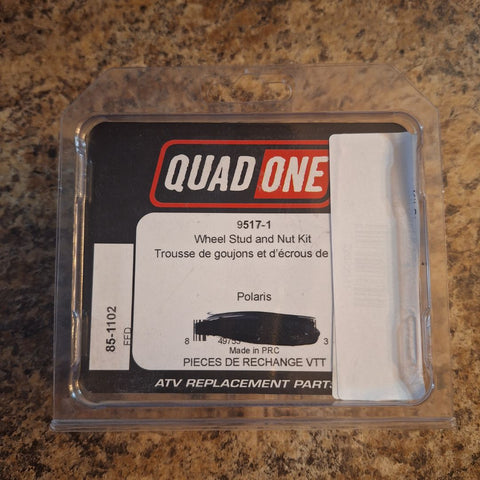 QUAD ONE
9517-1
Wheel Stud and Nut Kit
Trousse de goujons et d'écrous de
Polaris
8 3
Made in PRC
PIECES DE RECHANGE VTT
ATV REPLACEMENT PARTS
85-1102
EFD